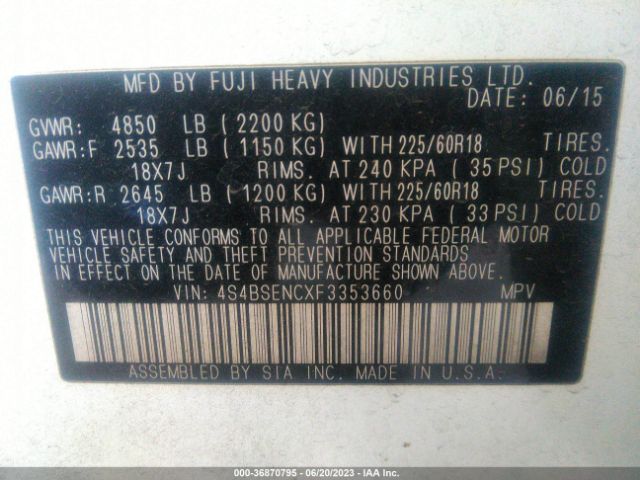 MFD BY FUJI HEAVY INDUSTRIES LTD.
DATE: 06/15
GVWR: 4850 LB (2200 KG)
GAWR:F 2535 LB (1150 KG) WITH 225/60R18 TIRES.
18X7J RIMS. AT 240 KPA (35 PSI) COLD
GAWR:R 2645 LB (1200 KG) WITH 225/60R18 TIRES.
18X7J RIMS. AT 230 KPA (33 PSI) COLD
THIS VEHICLE CONFORMS TO ALL APPLICABLE FEDERAL MOTOR
VEHICLE SAFETY AND THEFT PREVENTION STANDARDS
IN EFFECT ON THE DATE OF MANUFACTURE SHOWN ABOVE.
VIN: 4S4BSENCXF3353660 MPV
ASSEMBLED BY SIA INC. MADE IN U.S.A.
000-36870795 - 06/20/2023 - IAA Inc.